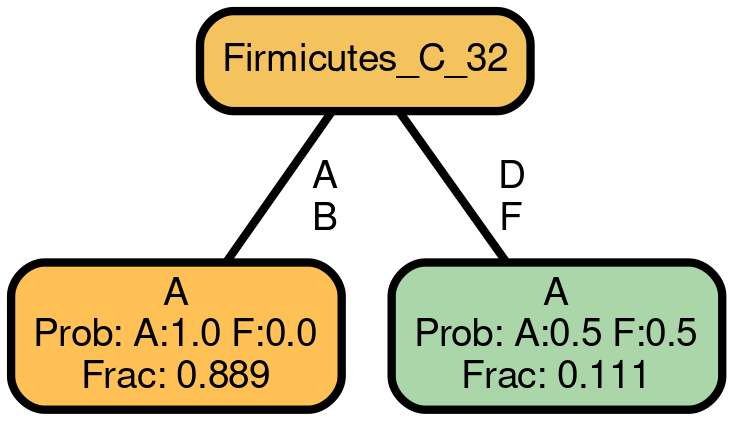 Firmicutes_C_32
A
B
D
F
A
Prob: A:1.0 F:0.0
Frac: 0.889
A
Prob: A:0.5 F:0.5
Frac: 0.111